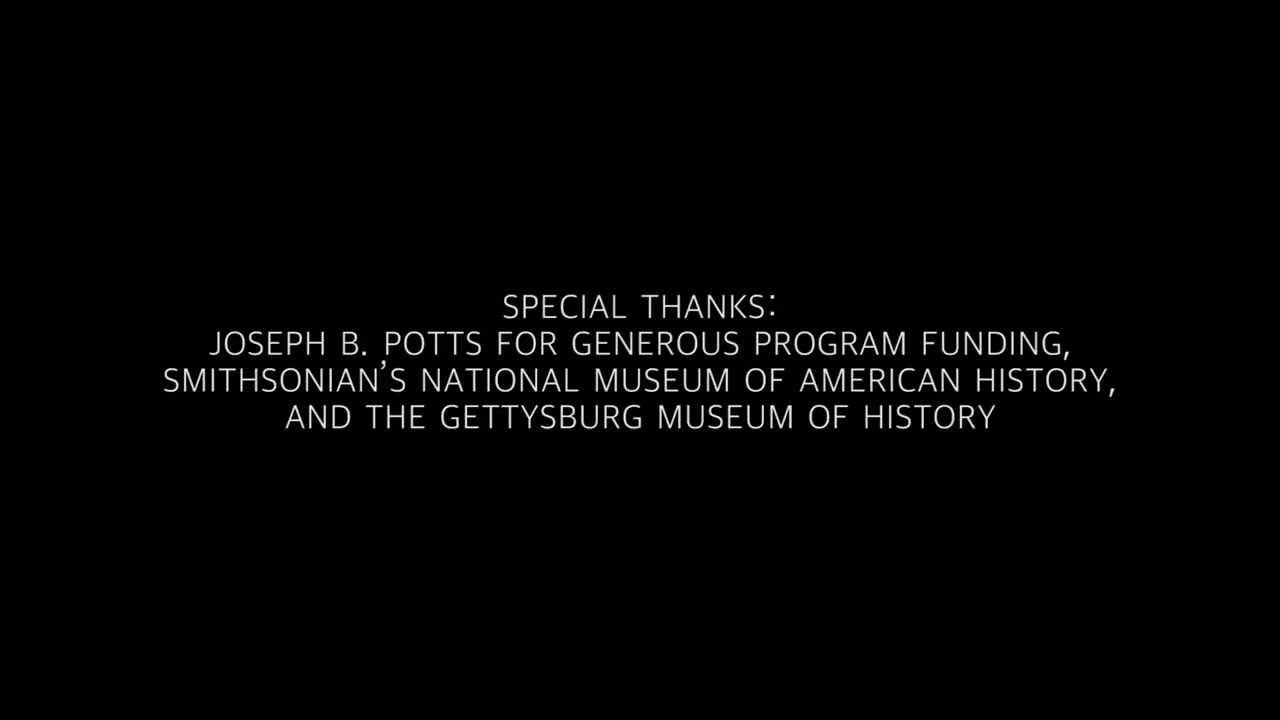 SPECIAL THANKS:
JOSEPH B. POTTS FOR GENEROUS PROGRAM FUNDING,
SMITHSONIAN'S NATIONAL MUSEUM OF AMERICAN HISTORY,
AND THE GETTYSBURG MUSEUM OF HISTORY